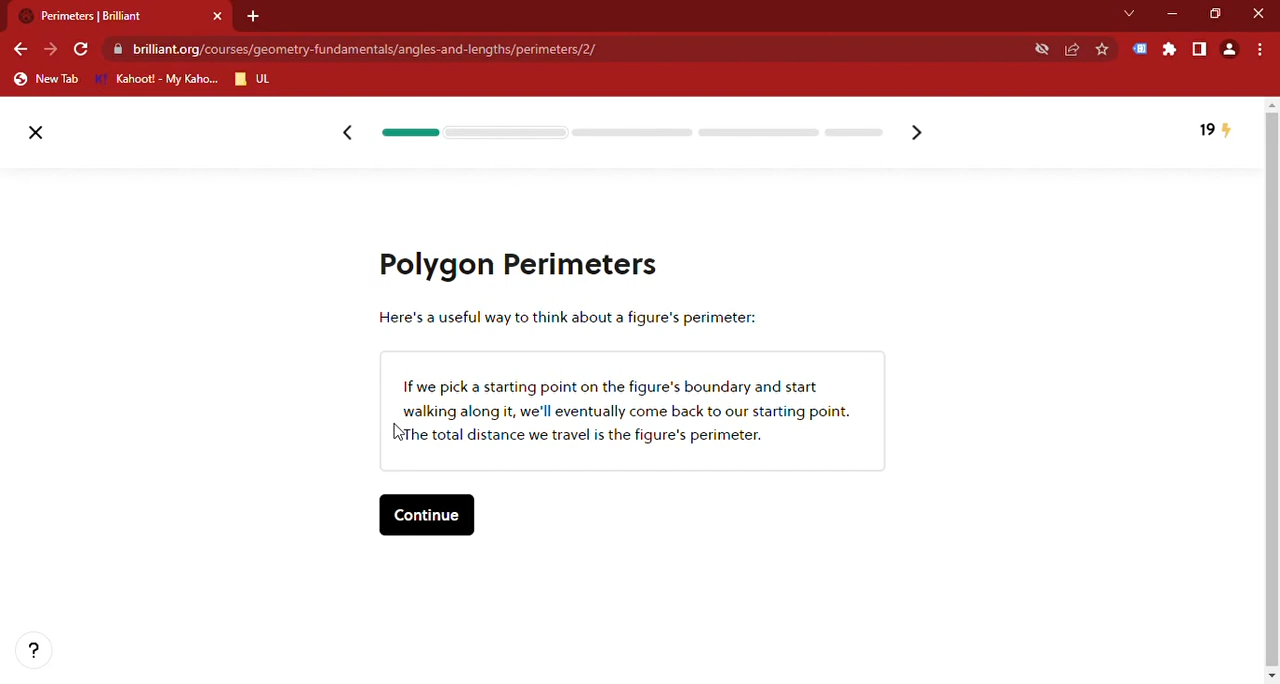 Perimeters | Brilliant
brilliant.org/courses/geometry-fundamentals/angles-and-lengths/perimeters/2/
New Tab K! Kahoot! - My Kaho... UL
19
Polygon Perimeters
Here's a useful way to think about a figure's perimeter:
If we pick a starting point on the figure's boundary and start
walking along it, we'll eventually come back to our starting point.
The total distance we travel is the figure's perimeter.
Continue
?